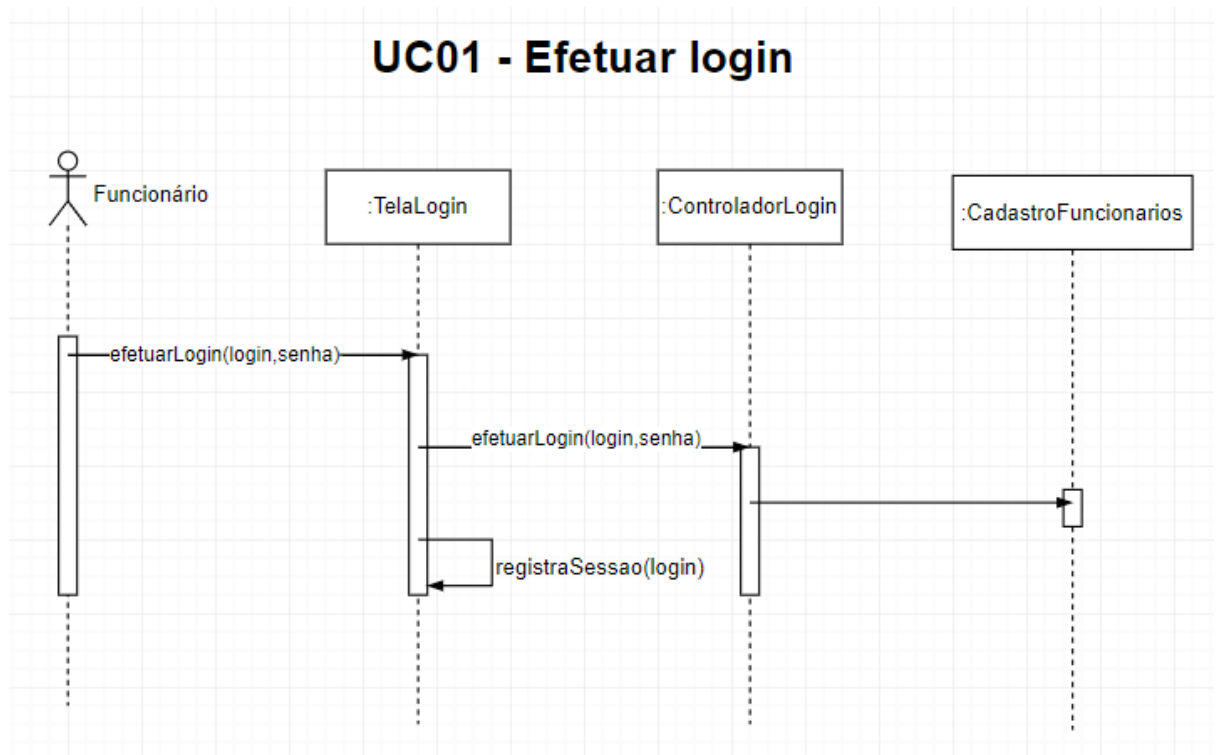 UC01 - Efetuar login
Funcionário
:TelaLogin
:ControladorLogin
:CadastroFuncionarios
efetuarLogin(login,senha)
efetuarLogin(login,senha)
registraSessao(login)